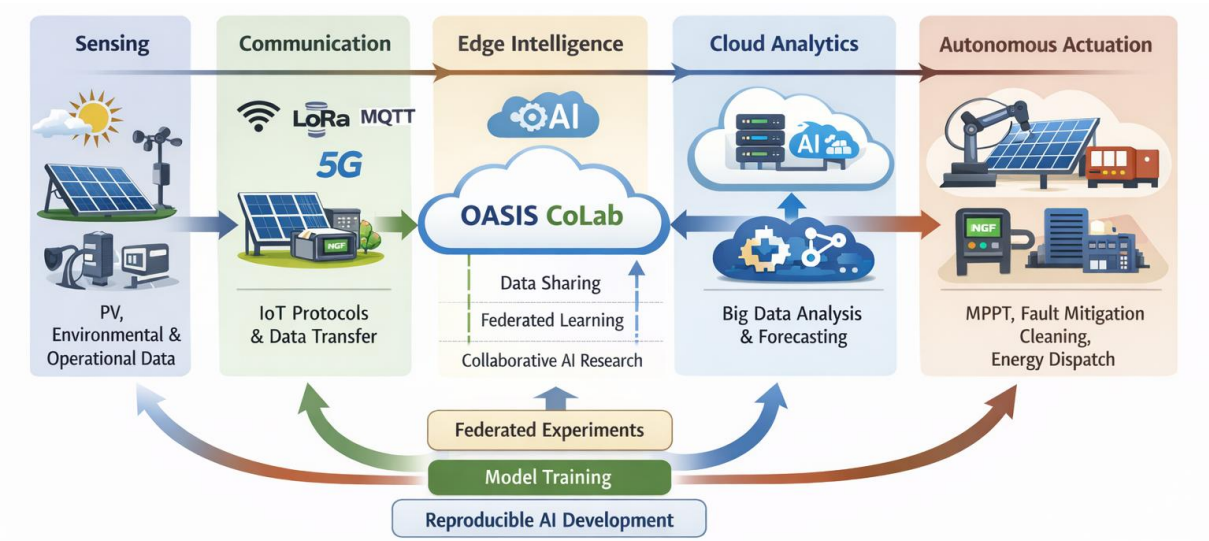 Sensing
Communication
Edge Intelligence
Cloud Analytics
Autonomous Actuation
LoRa
MQTT
5G
AI
AI
OASIS CoLab
NGF
NGF
Data Sharing
Federated Learning
Collaborative AI Research
PV,
Environmental &
Operational Data
IoT Protocols
& Data Transfer
Big Data Analysis
& Forecasting
MPPT, Fault Mitigation
Cleaning,
Energy Dispatch
Federated Experiments
Model Training
Reproducible AI Development